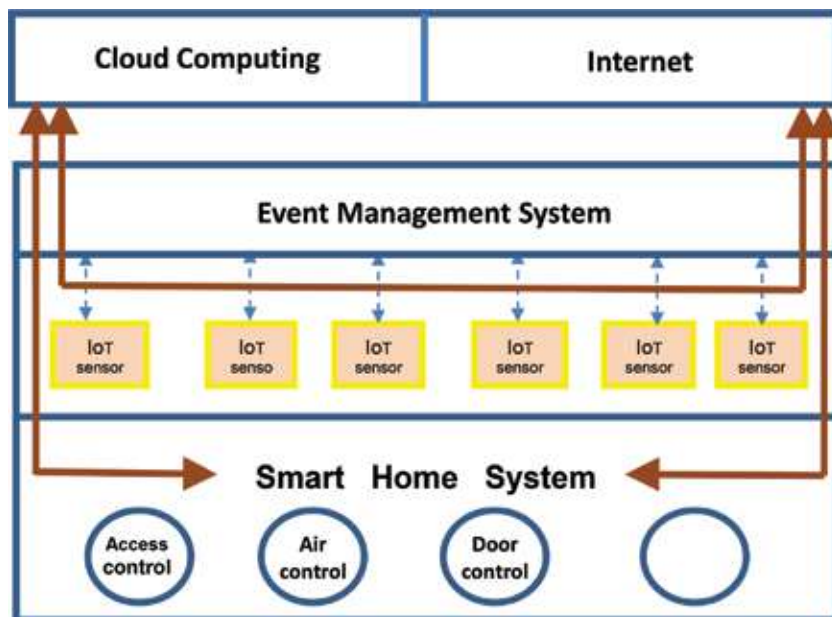 Cloud Computing
Internet
Event Management System
IoT
sensor
IoT
senso
IoT
sensor
IoT
sensor
IoT
sensor
IoT
sensor
Smart Home System
Access
control
Air
control
Door
control